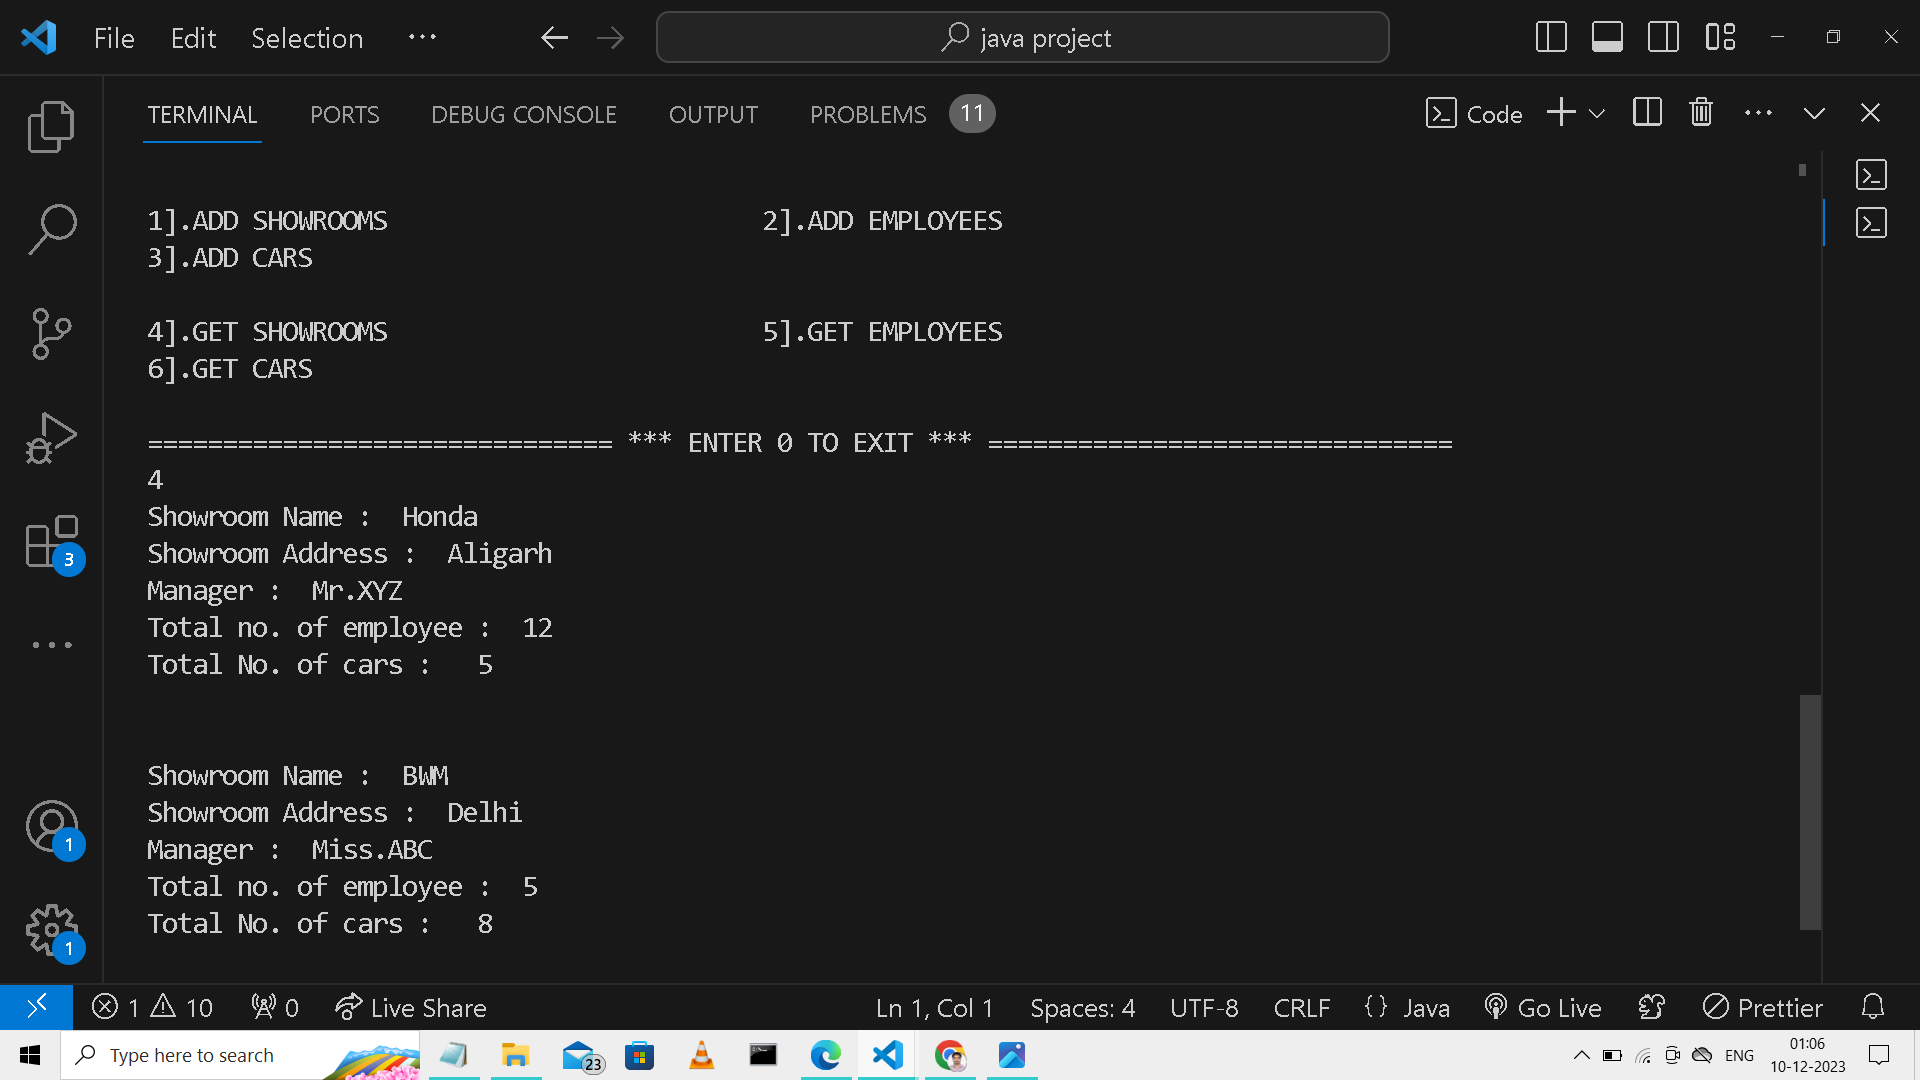 File Edit Selection ···
java project
TERMINAL PORTS DEBUG CONSOLE OUTPUT PROBLEMS 11
Code
1].ADD SHOWROOMS 2].ADD EMPLOYEES
3].ADD CARS
4].GET SHOWROOMS 5].GET EMPLOYEES
6].GET CARS
=============================== *** ENTER 0 TO EXIT *** ===============================
4
Showroom Name : Honda
Showroom Address : Aligarh
Manager : Mr.XYZ
Total no. of employee : 12
Total No. of cars : 5
Showroom Name : BWM
Showroom Address : Delhi
Manager : Miss.ABC
Total no. of employee : 5
Total No. of cars : 8
3
1
1
1 10 0 Live Share Ln 1, Col 1 Spaces: 4 UTF-8 CRLF {} Java Go Live Prettier
Type here to search 23 ENG 01:06
10-12-2023